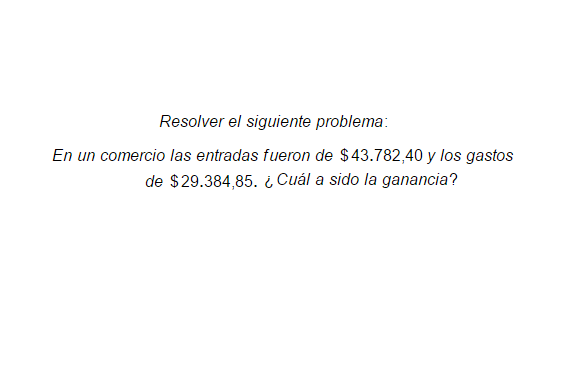 Resolver el siguiente problema:
En un comercio las entradas fueron de $43.782,40 y los gastos
de $29.384,85. ¿Cuál a sido la ganancia?